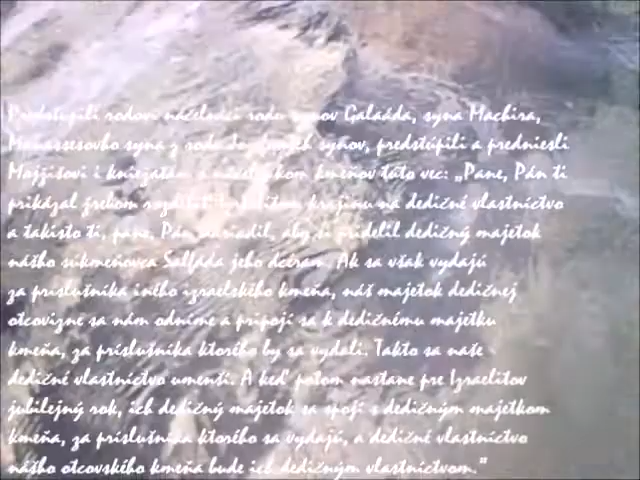 Predstúpili rodoví náčelníci rodu synov Galaáda, syna Machira,
Manassesovho syna z rodu synov, predstúpili a predniesli
Mojžišovi i kniežatám a náčelníkom kmeňov túto vec: „Pane, Pán ti
prikázal žrebom rozdeliť Izraelitom krajinu na dedičné vlastníctvo
a takisto ti, pane, Pán nariadil, aby si pridelil dedičný majetok
nášho súkmeňovca Salfáda jeho dcéram. Ak sa však vydajú
za príslušníka iného izraelského kmeňa, náš majetok dedičnej
otcovizne sa nám odníme a pripojí sa k dedičnému majetku
kmeňa, za príslušníka ktorého by sa vydali. Takto sa naše
dedičné vlastníctvo umenší. A keď potom nastane pre Izraelitov
jubilejný rok, ich dedičný majetok sa spojí s dedičným majetkom
kmeňa, za príslušníka ktorého sa vydajú, a dedičné vlastníctvo
nášho otcovského kmeňa bude ich dedičným vlastníctvom."